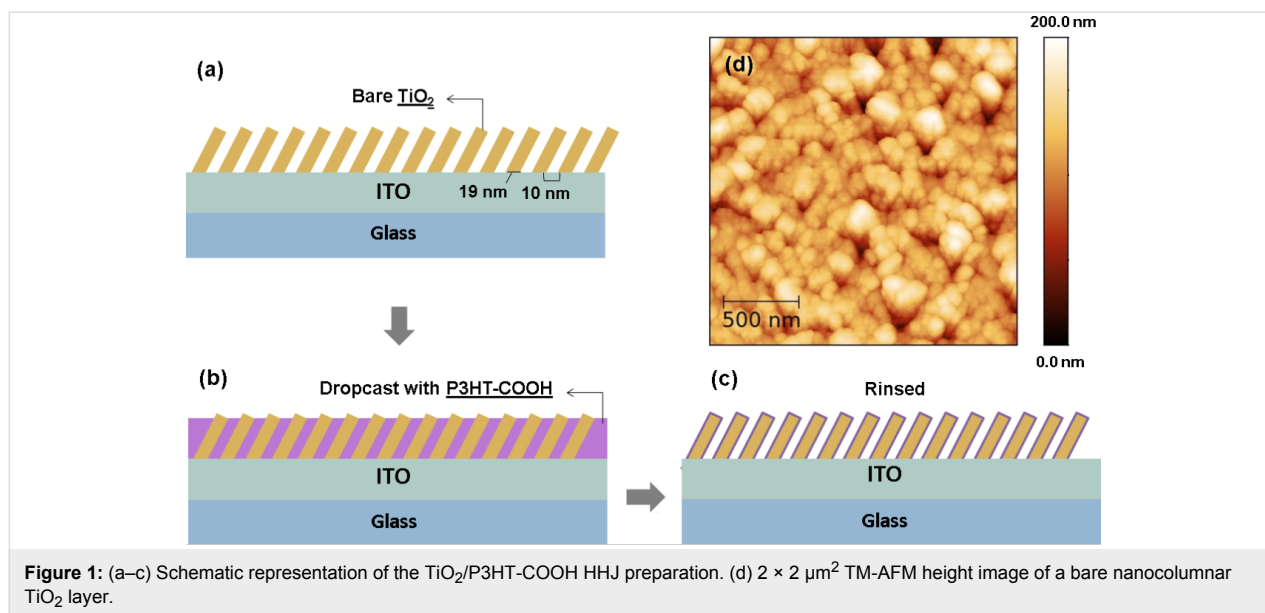 (a)
Bare TiO₂
ITO
19 nm
10 nm
Glass
(d)
500 nm
200.0 nm
0.0 nm
(b)
Dropcast with P3HT-COOH
ITO
Glass
(c)
Rinsed
ITO
Glass
Figure 1: (a–c) Schematic representation of the TiO₂/P3HT-COOH HHJ preparation. (d) 2 × 2 µm² TM-AFM height image of a bare nanocolumnar
TiO₂ layer.